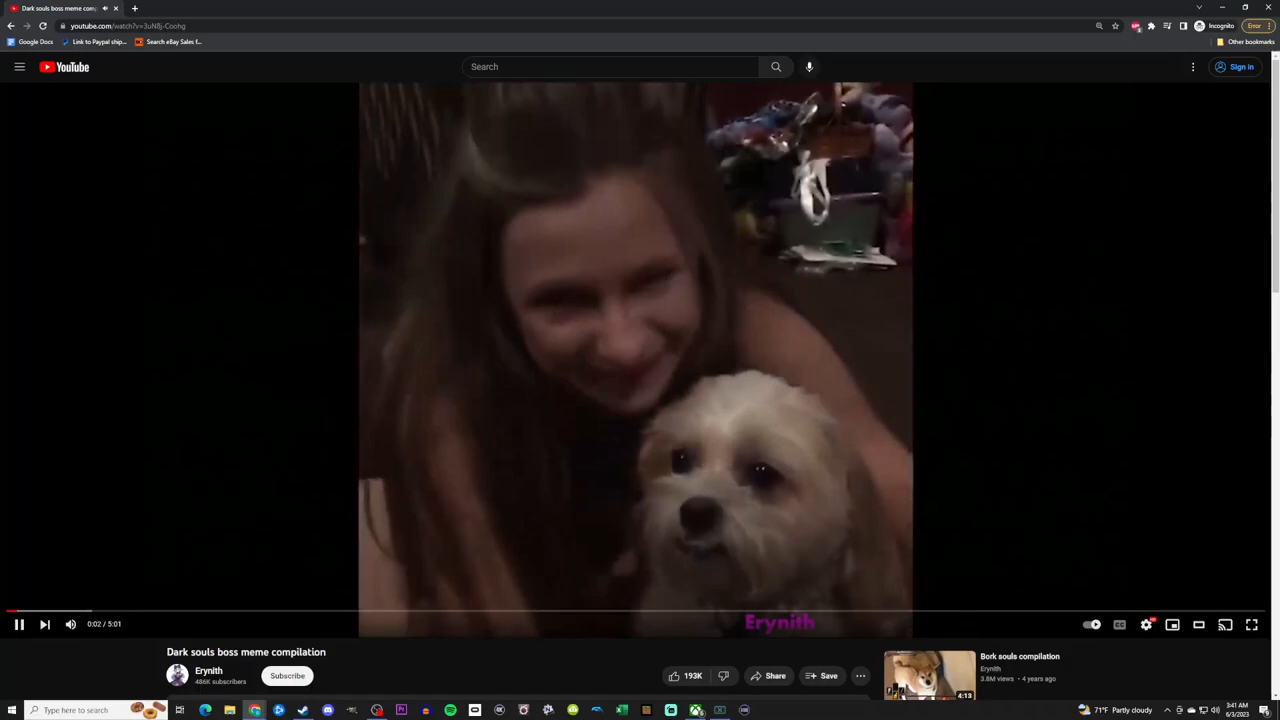 Dark souls boss meme comp
youtube.com/watch?v=3uN8j-Coohg
Incognito
Error
Google Docs
Link to Paypal ship...
Search eBay Sales f...
Other bookmarks
YouTube
Search
Sign in
Erynith
0:02 / 5:01
CC
Dark souls boss meme compilation
Erynith
486K subscribers
Subscribe
193K
Share
Save
Bork souls compilation
Erynith
3.8M views • 4 years ago
4:13
Type here to search
71°F Partly cloudy
3:41 AM
6/3/2023